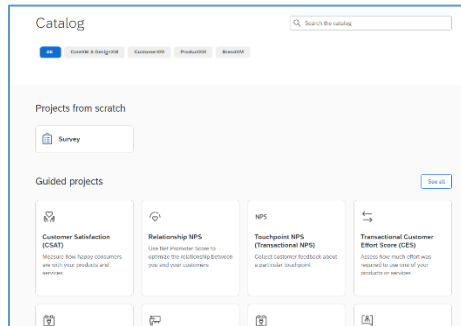 Catalog
Search the catalog
All CoreXM & DesignXM CustomerXM ProductXM BrandXM
Projects from scratch
Survey
Guided projects
See all
NPS
Customer Satisfaction
(CSAT)
Measure how happy consumers
are with your products and
services
Relationship NPS
Use Net Promoter Score to
optimize the relationship between
you and your customers
Touchpoint NPS
(Transactional NPS)
Collect customer feedback about
a particular touchpoint
Transactional Customer
Effort Score (CES)
Assess how much effort was
required to use one of your
products or services